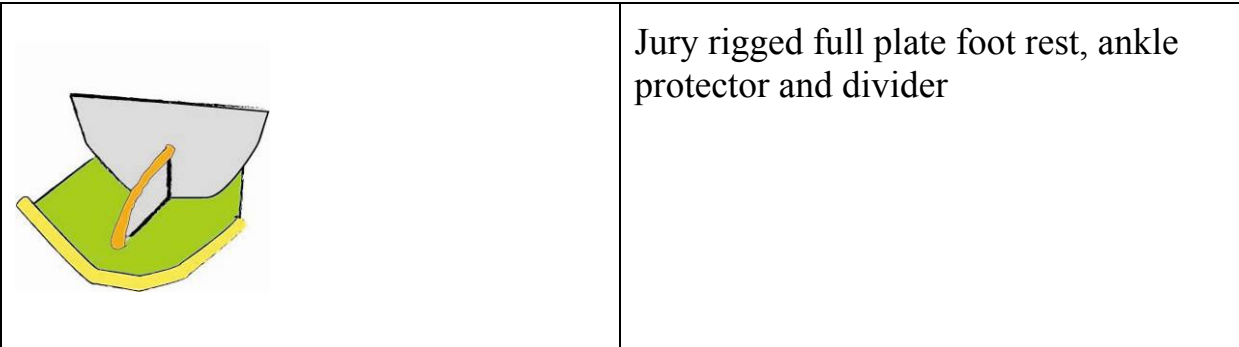 Jury rigged full plate foot rest, ankle
protector and divider